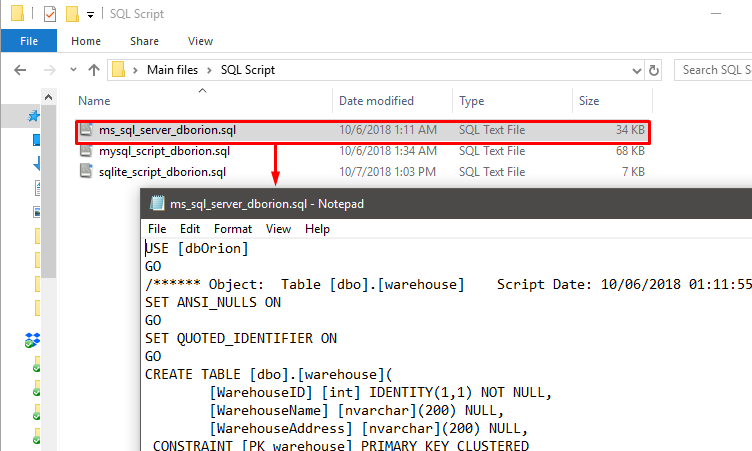 SQL Script
File Home Share View
Main files SQL Script Search SQL S
Name Date modified Type Size
ms_sql_server_dborion.sql 10/6/2018 1:11 AM SQL Text File 34 KB
mysql_script_dborion.sql 10/6/2018 1:34 AM SQL Text File 68 KB
sqlite_script_dborion.sql 10/7/2018 1:03 PM SQL Text File 7 KB
ms_sql_server_dborion.sql - Notepad
File Edit Format View Help
USE [dbOrion]
GO
/****** Object:  Table [dbo].[warehouse]    Script Date: 10/06/2018 01:11:55
SET ANSI_NULLS ON
GO
SET QUOTED_IDENTIFIER ON
GO
CREATE TABLE [dbo].[warehouse](
[WarehouseID] [int] IDENTITY(1,1) NOT NULL,
[WarehouseName] [nvarchar](200) NULL,
[WarehouseAddress] [nvarchar](200) NULL,
CONSTRAINT [PK_warehouse] PRIMARY KEY CLUSTERED